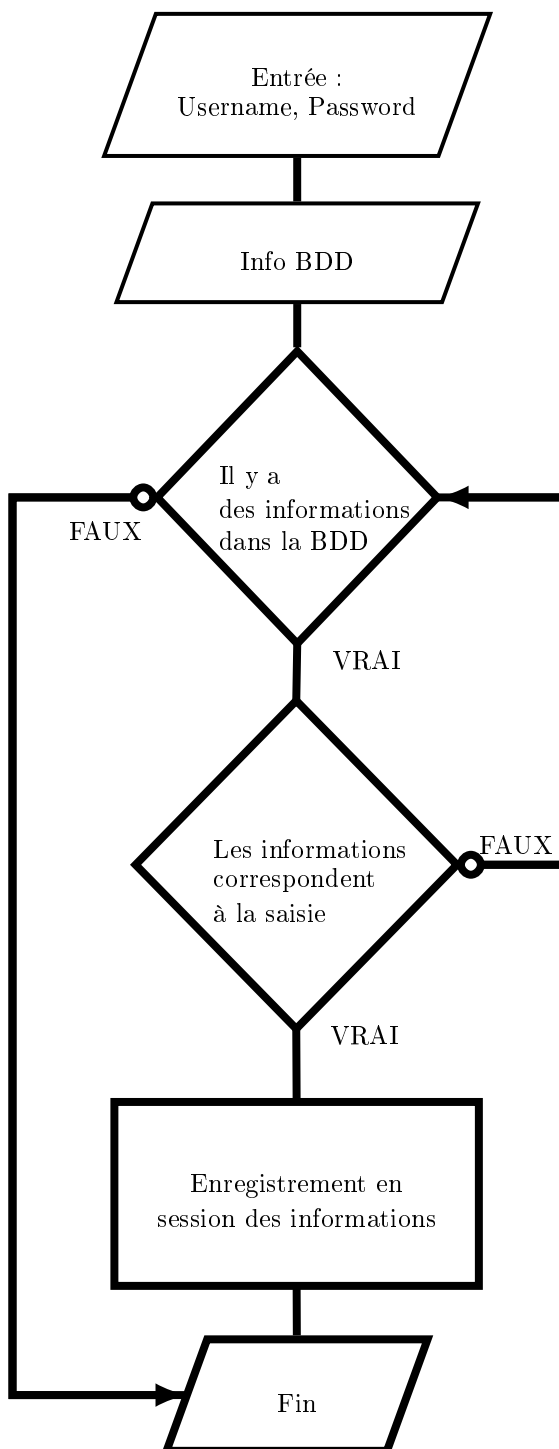 Entrée :
Username, Password
Info BDD
Il y a
des informations
dans la BDD
FAUX
VRAI
Les informations
correspondent
à la saisie
FAUX
VRAI
Enregistrement en
session des informations
Fin